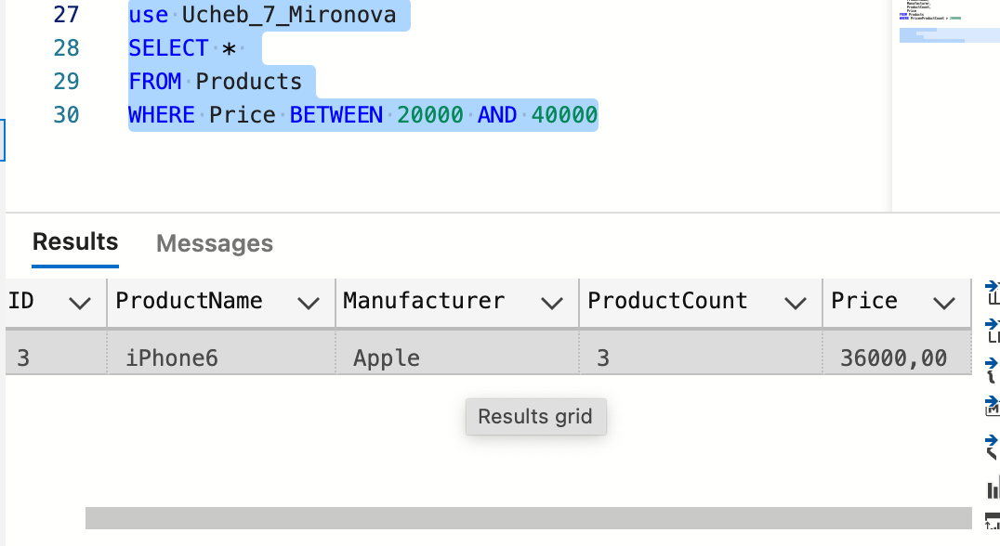 27 use Ucheb_7_Mironova
28 SELECT *
29 FROM Products
30 WHERE Price BETWEEN 20000 AND 40000
Results Messages
ID ProductName Manufacturer ProductCount Price
3 iPhone6 Apple 3 36000,00
Results grid